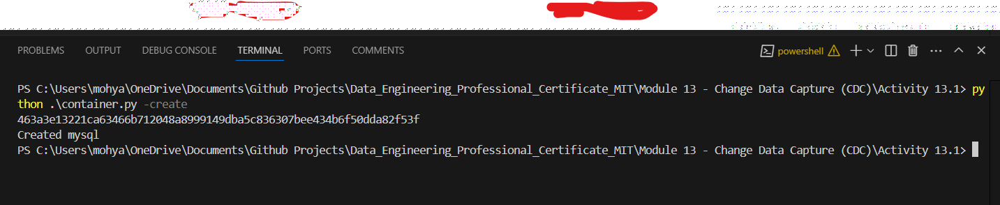 PROBLEMS OUTPUT DEBUG CONSOLE TERMINAL PORTS COMMENTS powershell
PS C:\Users\mohya\OneDrive\Documents\Github Projects\Data_Engineering_Professional_Certificate_MIT\Module 13 - Change Data Capture (CDC)\Activity 13.1> py
thon .\container.py -create
463a3e13221ca63466b712048a8999149dba5c836307bee434b6f50dda82f53f
Created mysql
PS C:\Users\mohya\OneDrive\Documents\Github Projects\Data_Engineering_Professional_Certificate_MIT\Module 13 - Change Data Capture (CDC)\Activity 13.1>